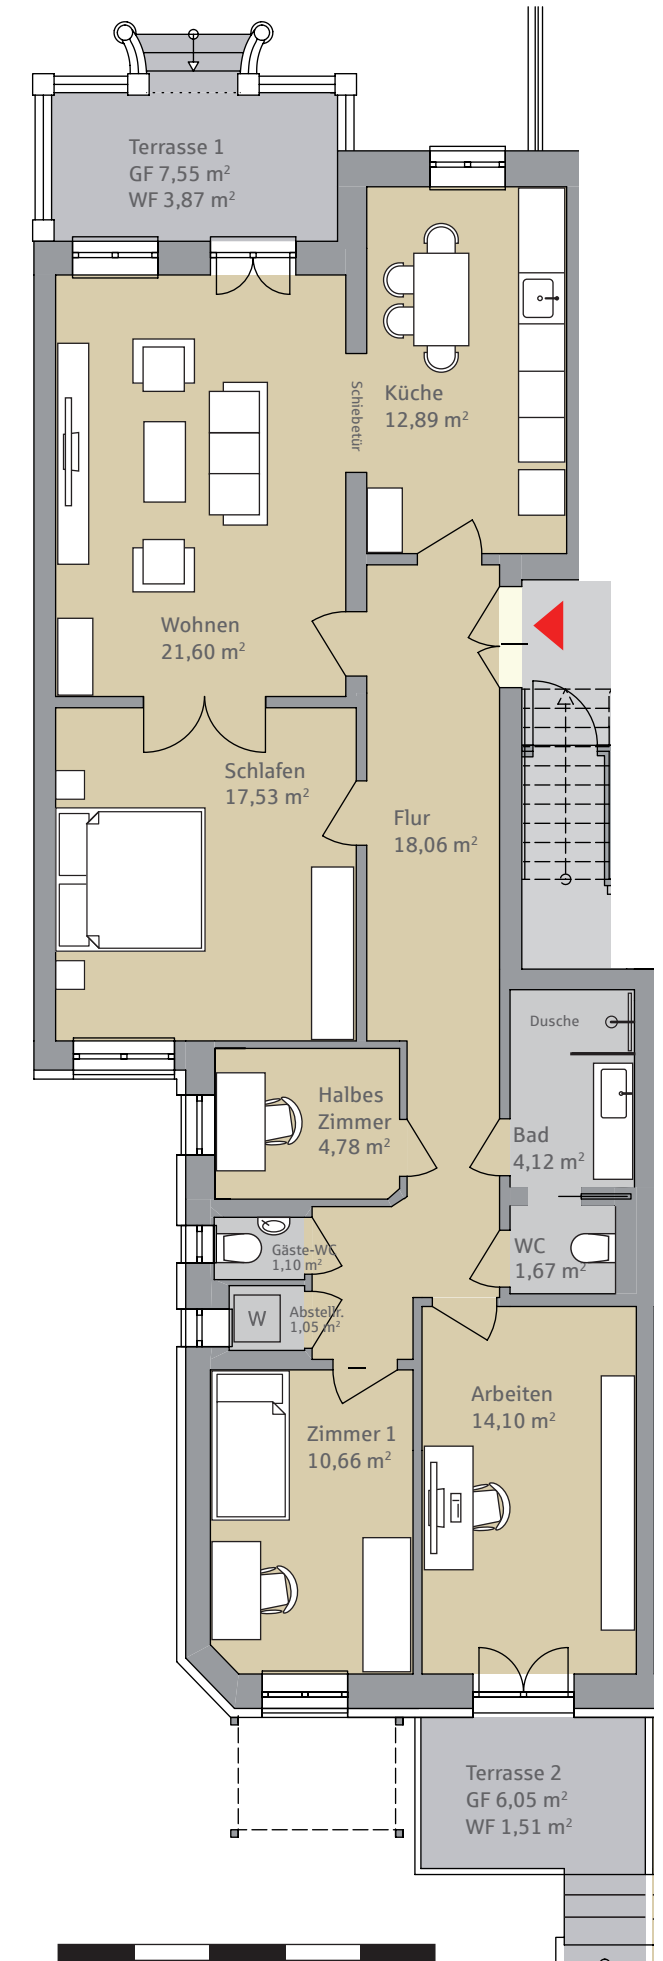 Terrasse 1
GF 7,55 m²
WF 3,87 m²
Schiebetür
Küche
12,89 m²
Wohnen
21,60 m²
Schlafen
17,53 m²
Flur
18,06 m²
Dusche
Halbes
Zimmer
4,78 m²
Bad
4,12 m²
Gäste-WC
1,10 m²
WC
1,67 m²
W
Abstellr.
1,05 m²
Arbeiten
14,10 m²
Zimmer 1
10,66 m²
Terrasse 2
GF 6,05 m²
WF 1,51 m²